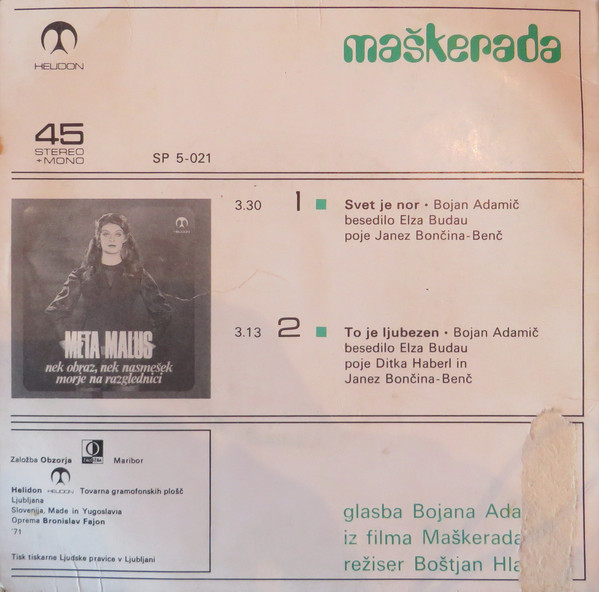 HELIDON
maškerada
45
STEREO
+MONO
SP 5-021
3.30 1 Svet je nor · Bojan Adamič
besedilo Elza Budau
poje Janez Bončina-Benč
HELIDON
META MALUS
nek obraz, nek nasmešek
morje na razglednici
3.13 2 To je ljubezen · Bojan Adamič
besedilo Elza Budau
poje Ditka Haberl in
Janez Bončina-Benč
Založba Obzorja Maribor
Helidon HELIDON Tovarna gramofonskih plošč
Ljubljana
Slovenija, Made in Yugoslavia
Oprema Bronislav Fajon
'71
Tisk tiskarne Ljudske pravice v Ljubljani
glasba Bojana Ada
iz filma Maškerada
režiser Boštjan Hla